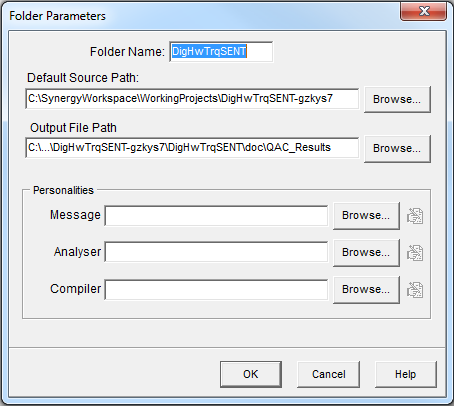 Folder Parameters
Folder Name: DigHwTrqSENT
Default Source Path:
C:\SynergyWorkspace\WorkingProjects\DigHwTrqSENT-gzkys7 Browse...
Output File Path
C:\...\DigHwTrqSENT-gzkys7\DigHwTrqSENT\doc\QAC_Results Browse...
Personalities
Message Browse...
Analyser Browse...
Compiler Browse...
OK Cancel Help